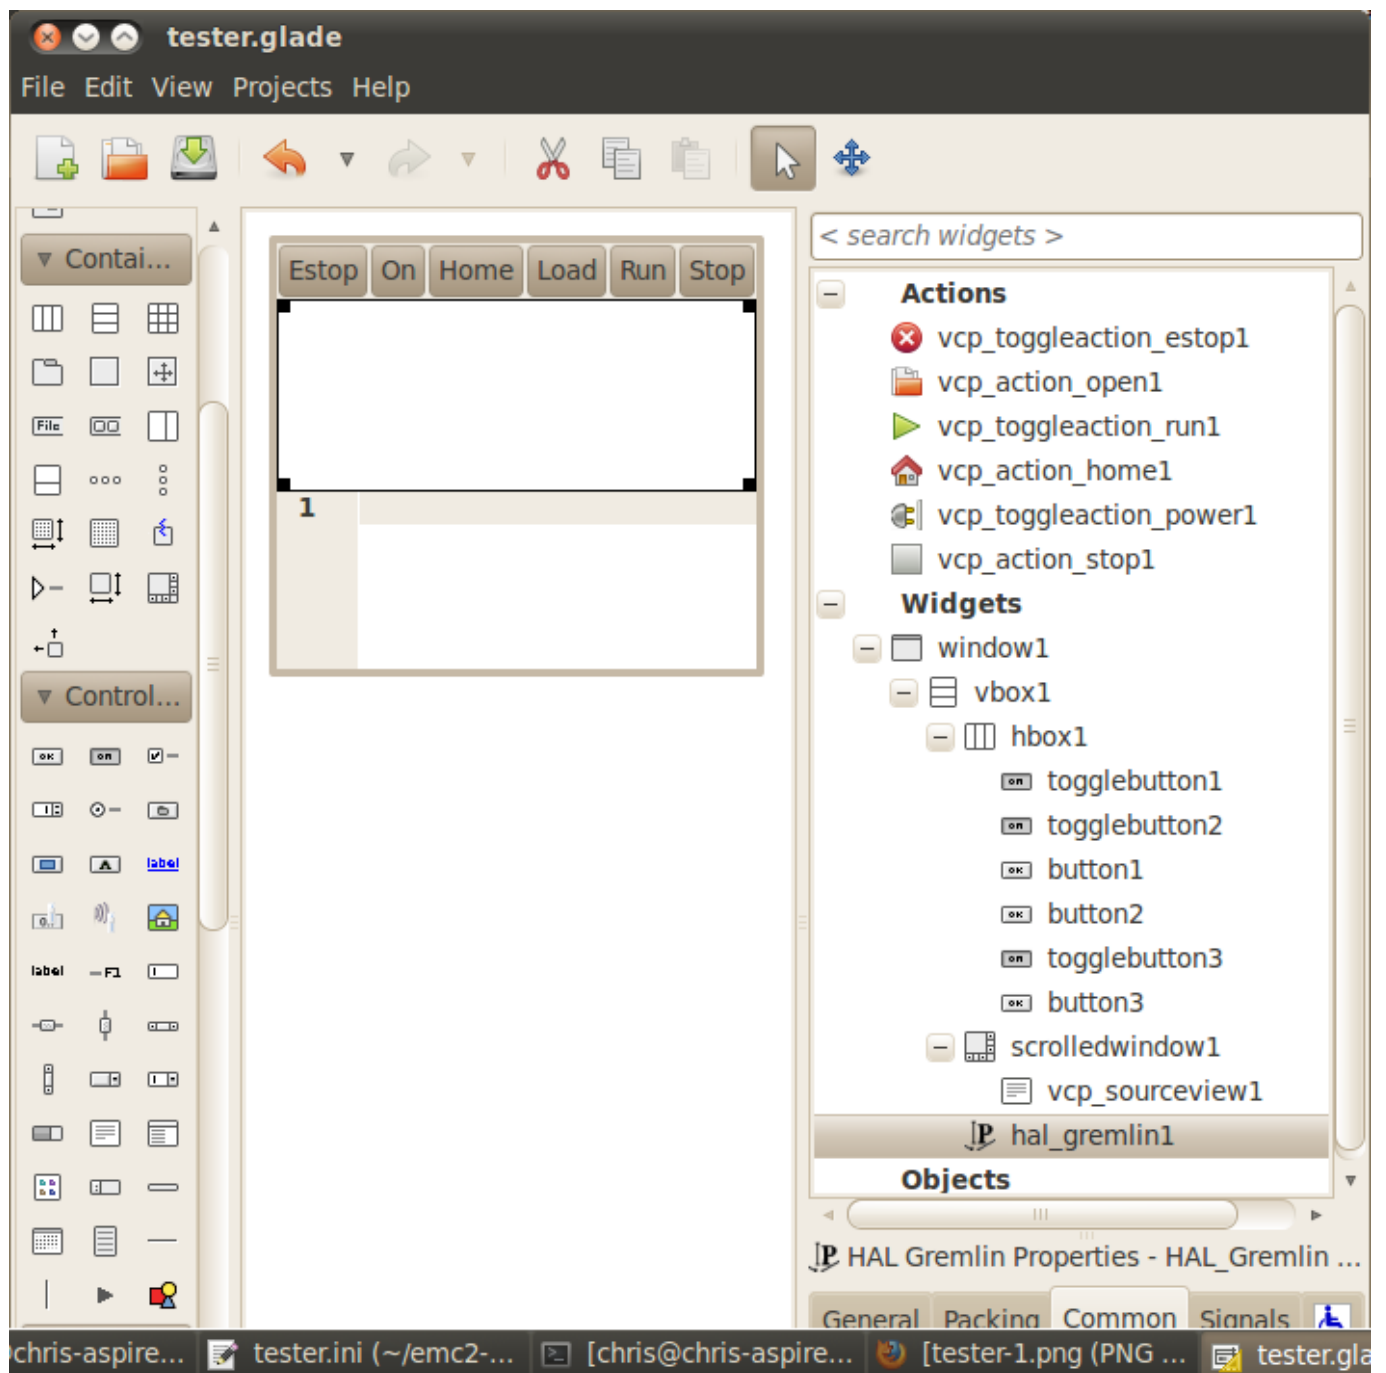 tester.glade
File Edit View Projects Help
Contai...
File
Control...
OK
on
label
label
F1
Estop On Home Load Run Stop
1
< search widgets >
Actions
vcp_toggleaction_estop1
vcp_action_open1
vcp_toggleaction_run1
vcp_action_home1
vcp_toggleaction_power1
vcp_action_stop1
Widgets
window1
vbox1
hbox1
togglebutton1
togglebutton2
button1
button2
togglebutton3
button3
scrolledwindow1
vcp_sourceview1
hal_gremlin1
Objects
HAL Gremlin Properties - HAL_Gremlin ...
General Packing Common Signals
chris-aspire... tester.ini (~/emc2-... [chris@chris-aspire... [tester-1.png (PNG ... tester.gla